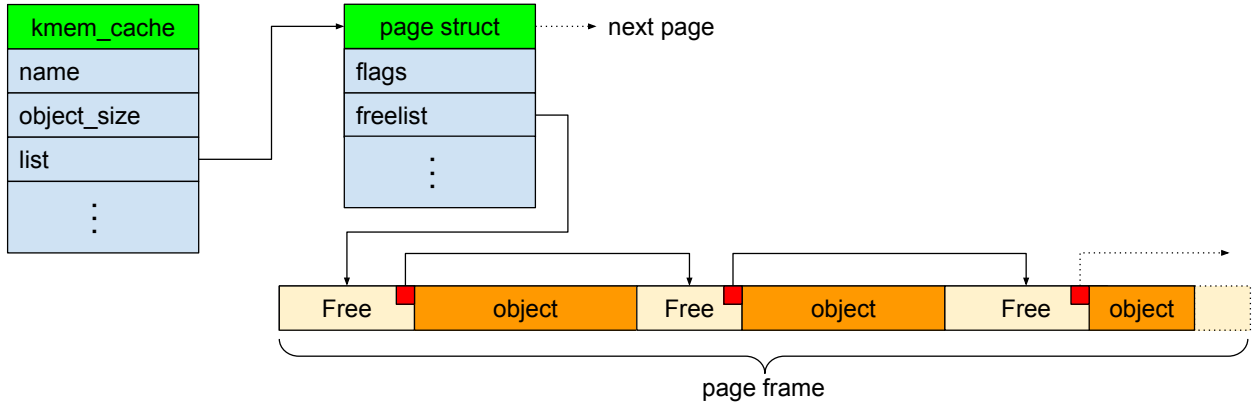 kmem_cache
name
object_size
list
page struct
next page
flags
freelist
Free
object
Free
object
Free
object
page frame